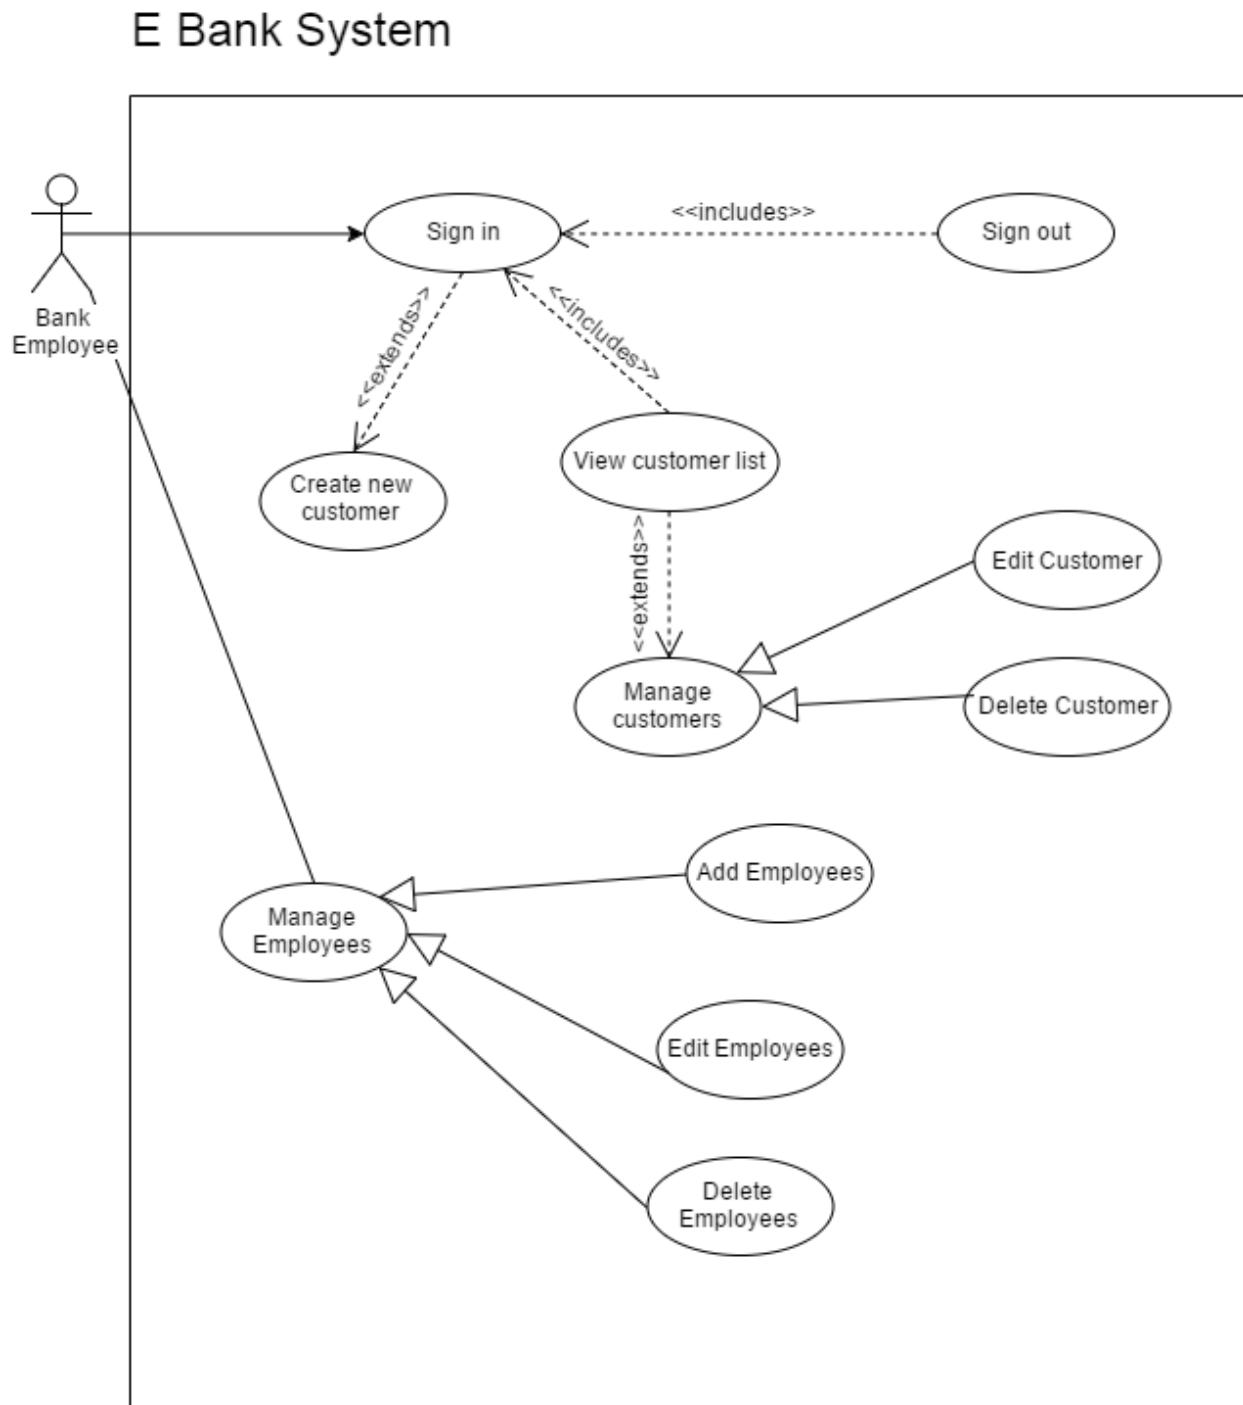 E Bank System
Sign in
<<includes>>
Sign out
Bank
Employee
<<extends>>
<<includes>>
Create new
customer
View customer list
<<extends>>
Edit Customer
Manage
customers
Delete Customer
Add Employees
Manage
Employees
Edit Employees
Delete
Employees